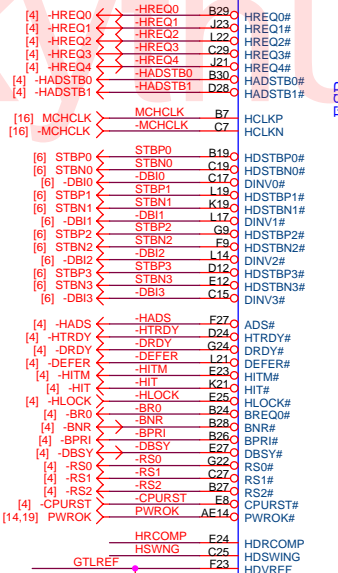 [4] -HREQ0 -HREQ0 B29 HREQ0#
[4] -HREQ1 -HREQ1 J23 HREQ1#
[4] -HREQ2 -HREQ2 L22 HREQ2#
[4] -HREQ3 -HREQ3 C29 HREQ3#
[4] -HREQ4 -HREQ4 J21 HREQ4#
[4] -HADSTB0 -HADSTB0 B30 HADSTB0#
[4] -HADSTB1 -HADSTB1 D28 HADSTB1#
[16] MCHCLK MCHCLK B7 HCLKP
[16] -MCHCLK -MCHCLK C7 HCLKN
[6] STBP0 STBP0 B19 HDSTBP0#
[6] STBN0 STBN0 C19 HDSTBN0#
[6] -DBI0 -DBI0 C17 DINV0#
[6] STBP1 STBP1 L19 HDSTBP1#
[6] STBN1 STBN1 K19 HDSTBN1#
[6] -DBI1 -DBI1 L17 DINV1#
[6] STBP2 STBP2 G9 HDSTBP2#
[6] STBN2 STBN2 F9 HDSTBN2#
[6] -DBI2 -DBI2 L14 DINV2#
[6] STBP3 STBP3 D12 HDSTBP3#
[6] STBN3 STBN3 E12 HDSTBN3#
[6] -DBI3 -DBI3 C15 DINV3#
[4] -HADS -HADS F27 ADS#
[4] -HTRDY -HTRDY D24 HTRDY#
[4] -DRDY -DRDY G24 DRDY#
[4] -DEFER -DEFER L21 DEFER#
[4] -HITM -HITM E23 HITM#
[4] -HIT -HIT K21 HIT#
[4] -HLOCK -HLOCK E25 HLOCK#
[4] -BR0 -BR0 B24 BREQ0#
[4] -BNR -BNR B28 BNR#
[4] -BPRI -BPRI B26 BPRI#
[4] -DBSY -DBSY E27 DBSY#
[4] -RS0 -RS0 G22 RS0#
[4] -RS1 -RS1 C27 RS1#
[4] -RS2 -RS2 B27 RS2#
[4] -CPURST -CPURST E8 CPURST#
[14,19] PWROK PWROK AE14 PWROK#
HRCOMP E24 HDRCOMP
HSWNG C25 HDSWING
GTLREF F23 HDVREF